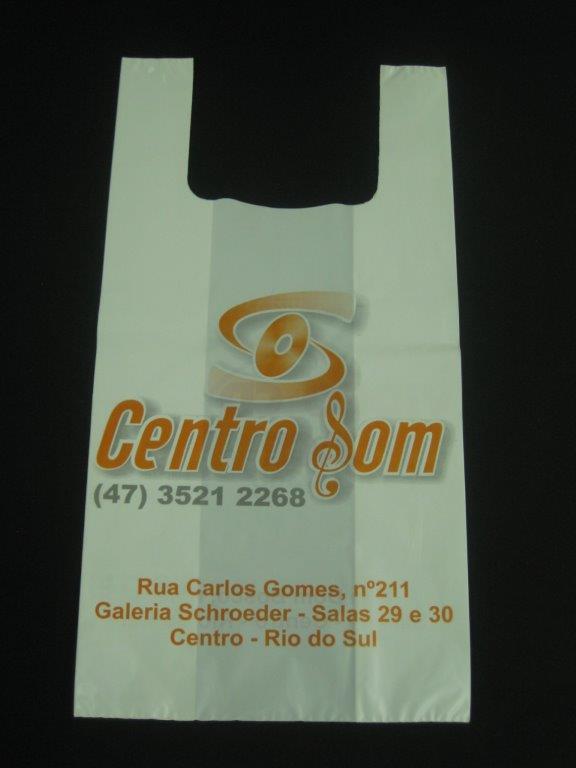 Centro Som
(47) 3521 2268
Rua Carlos Gomes, nº211
Galeria Schroeder - Salas 29 e 30
Centro - Rio do Sul